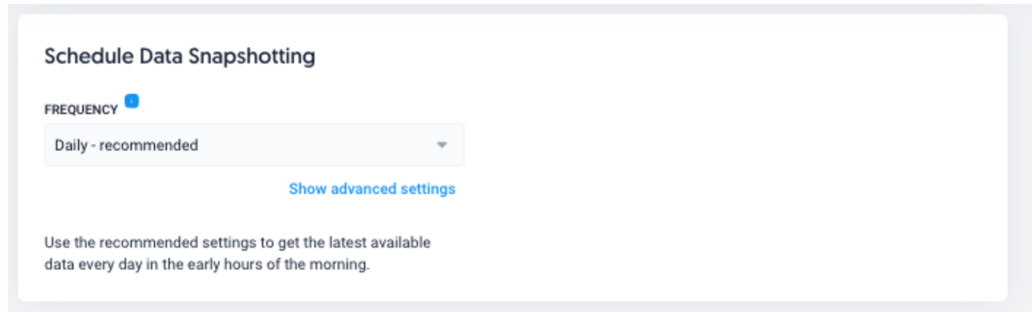 Schedule Data Snapshotting
FREQUENCY
Daily - recommended
Show advanced settings
Use the recommended settings to get the latest available
data every day in the early hours of the morning.